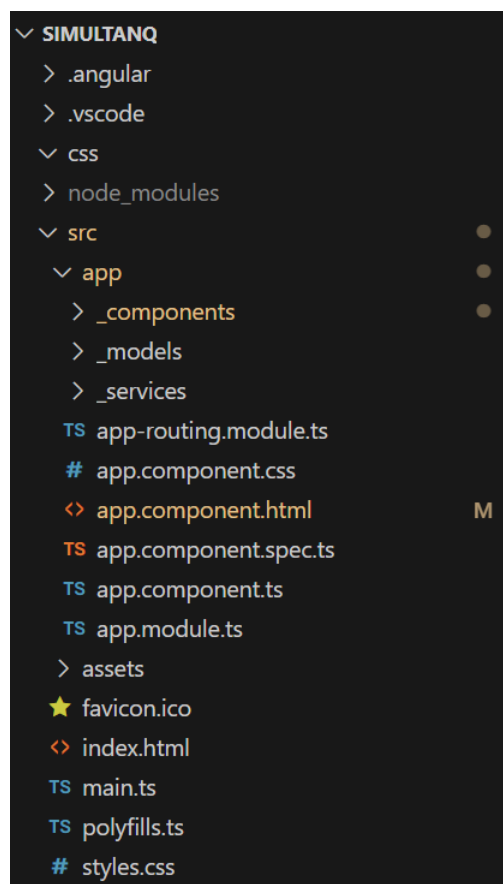 SIMULTANQ
.angular
.vscode
css
node_modules
src
app
_components
_models
_services
TS app-routing.module.ts
# app.component.css
<> app.component.html M
TS app.component.spec.ts
TS app.component.ts
TS app.module.ts
assets
favicon.ico
<> index.html
TS main.ts
TS polyfills.ts
# styles.css